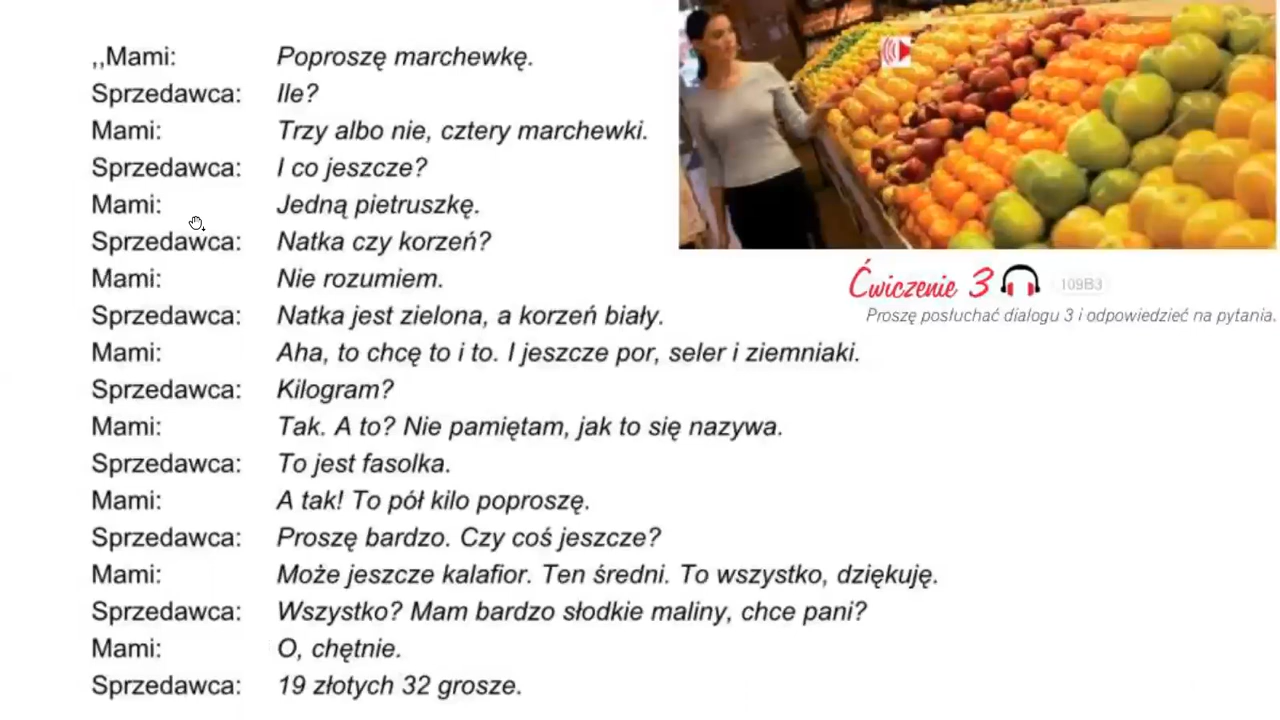 ,,Mami: Poproszę marchewkę.
Sprzedawca: Ile?
Mami: Trzy albo nie, cztery marchewki.
Sprzedawca: I co jeszcze?
Mami: Jedną pietruszkę.
Sprzedawca: Natka czy korzeń?
Mami: Nie rozumiem.
Sprzedawca: Natka jest zielona, a korzeń biały.
Mami: Aha, to chcę to i to. I jeszcze por, seler i ziemniaki.
Sprzedawca: Kilogram?
Mami: Tak. A to? Nie pamiętam, jak to się nazywa.
Sprzedawca: To jest fasolka.
Mami: A tak! To pół kilo poproszę.
Sprzedawca: Proszę bardzo. Czy coś jeszcze?
Mami: Może jeszcze kalafior. Ten średni. To wszystko, dziękuję.
Sprzedawca: Wszystko? Mam bardzo słodkie maliny, chce pani?
Mami: O, chętnie.
Sprzedawca: 19 złotych 32 grosze.
Ćwiczenie 3 109B3
Proszę posłuchać dialogu 3 i odpowiedzieć na pytania.